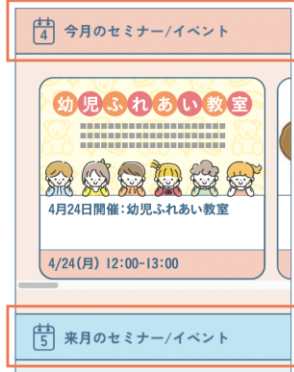 4
今月のセミナー/イベント
幼児ふれあい教室
4月24日開催：幼児ふれあい教室
4/24(月) 12:00-13:00
5
来月のセミナー/イベント